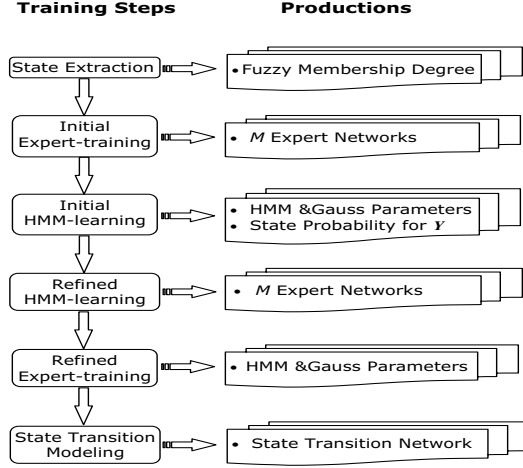 Training Steps Productions
State Extraction
• Fuzzy Membership Degree
Initial
Expert-training
• M Expert Networks
Initial
HMM-learning
• HMM &Gauss Parameters
• State Probability for Y
Refined
HMM-learning
• M Expert Networks
Refined
Expert-training
• HMM &Gauss Parameters
State Transition
Modeling
• State Transition Network